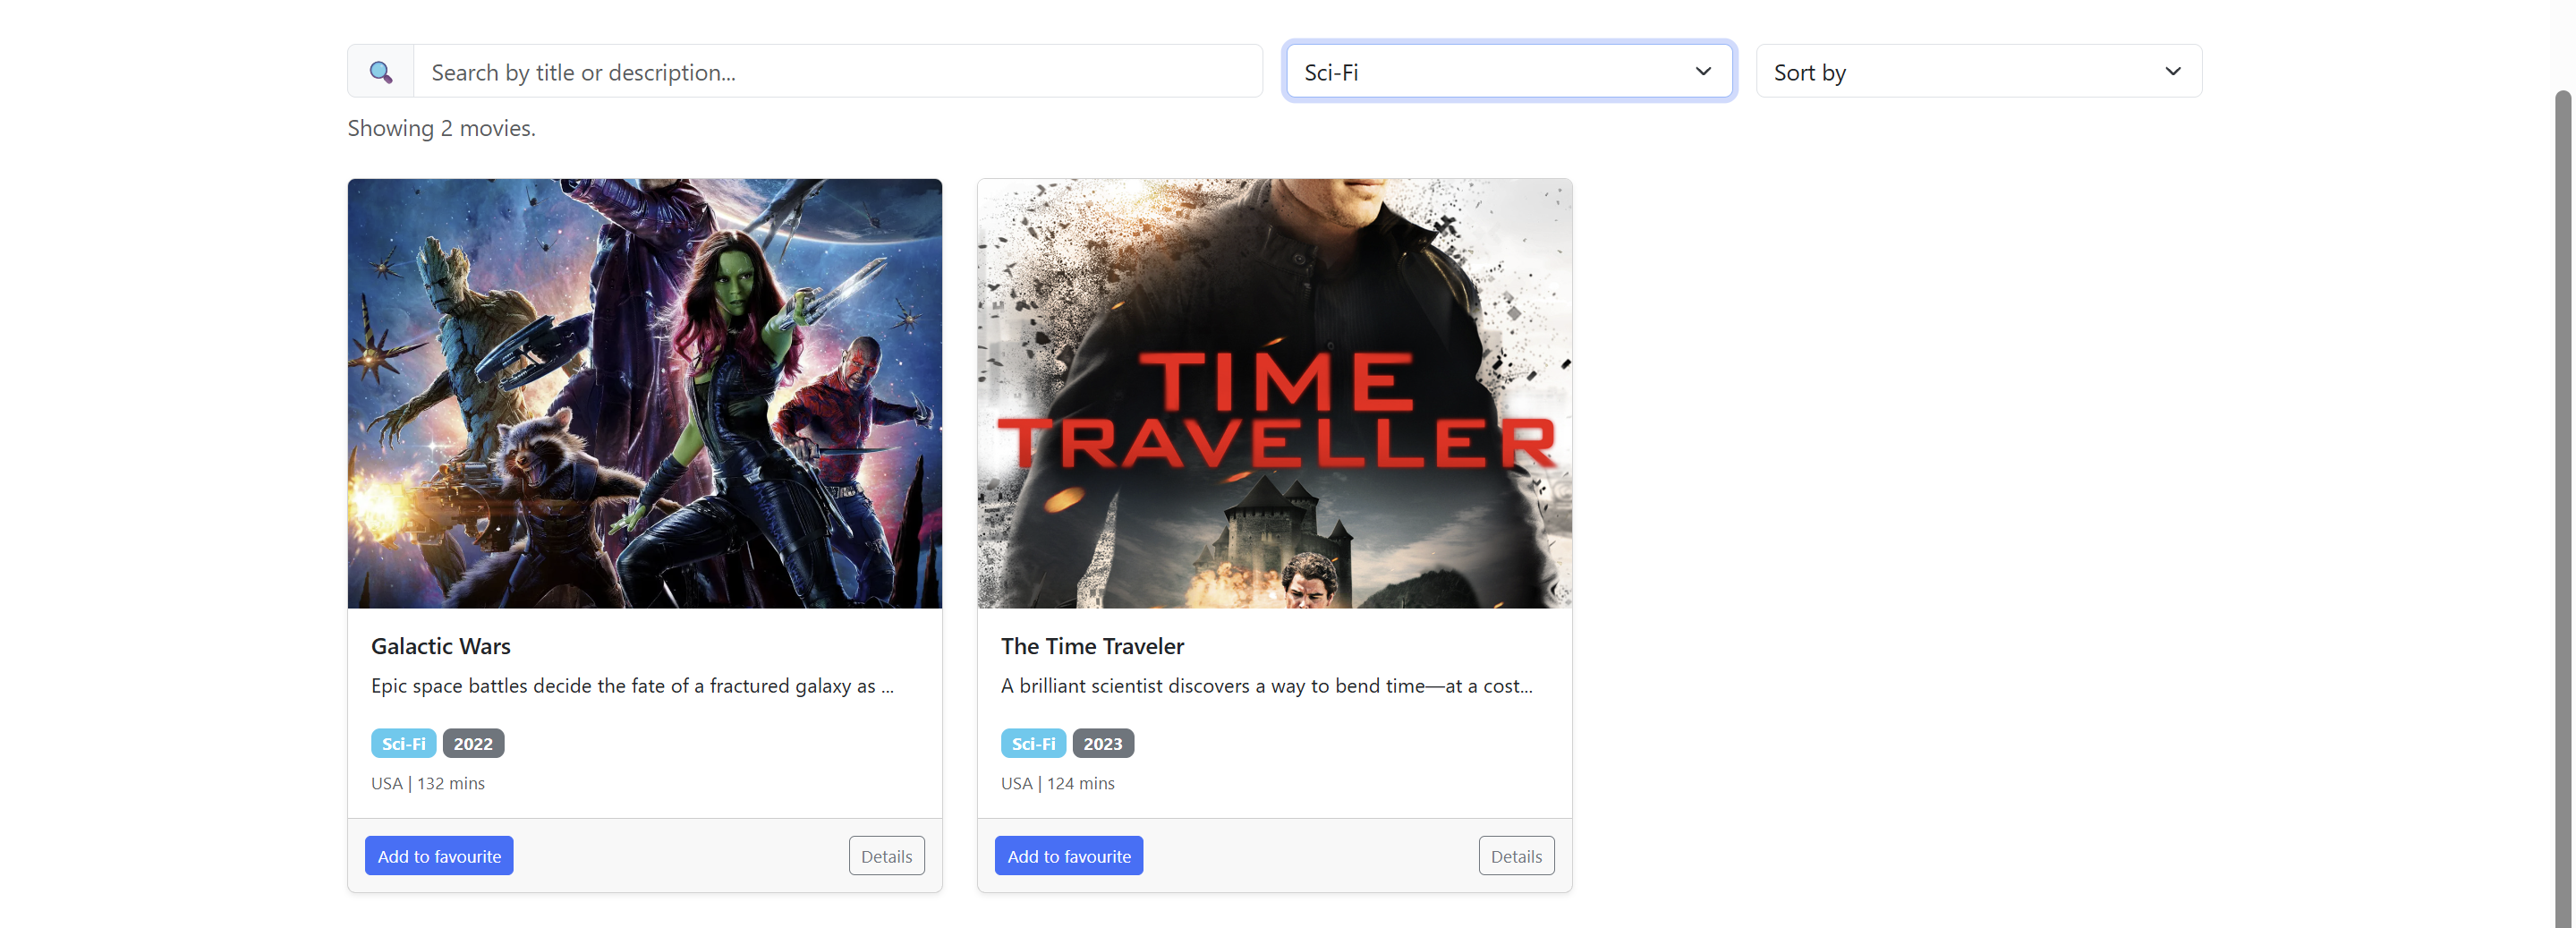 Search by title or description...
Sci-Fi
Sort by
Showing 2 movies.
TIME
TRAVELLER
Galactic Wars
Epic space battles decide the fate of a fractured galaxy as ...
Sci-Fi 2022
USA | 132 mins
Add to favourite
Details
The Time Traveler
A brilliant scientist discovers a way to bend time—at a cost...
Sci-Fi 2023
USA | 124 mins
Add to favourite
Details